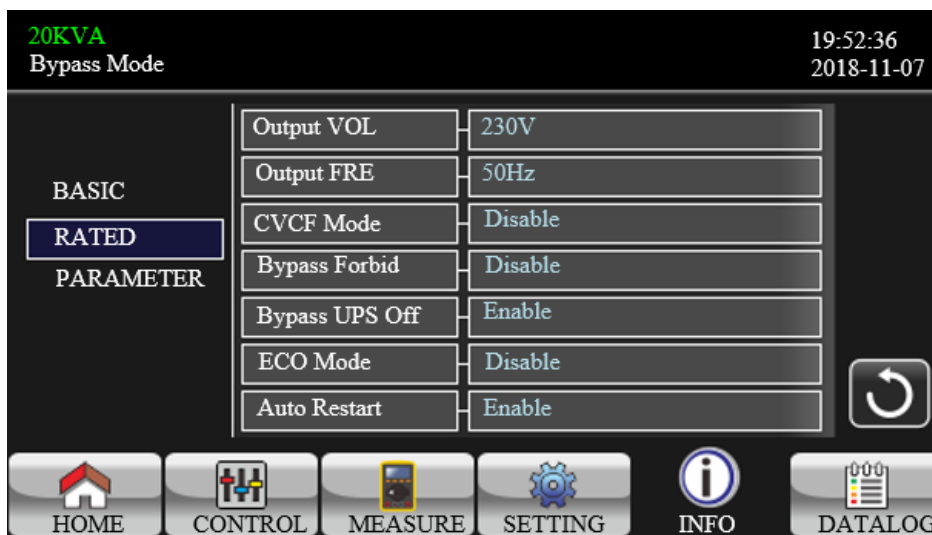 20KVA
Bypass Mode
19:52:36
2018-11-07
BASIC
RATED
PARAMETER
Output VOL 230V
Output FRE 50Hz
CVCF Mode Disable
Bypass Forbid Disable
Bypass UPS Off Enable
ECO Mode Disable
Auto Restart Enable
HOME CONTROL MEASURE SETTING INFO DATALOG